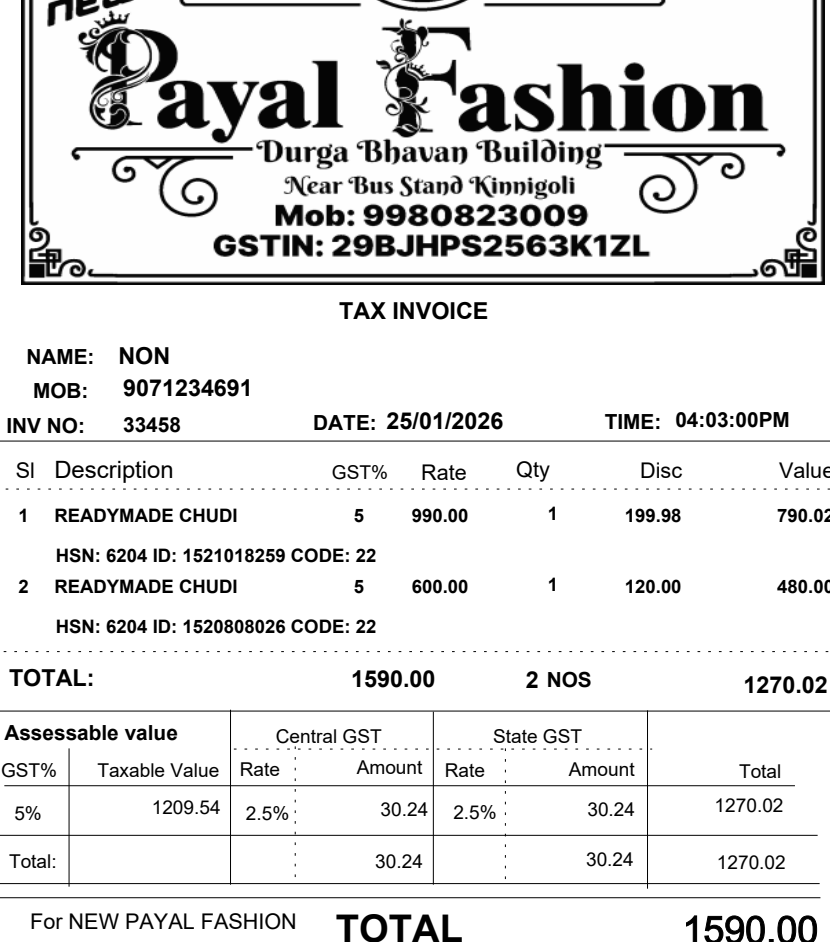 new
Payal Fashion
Durga Bhavan Building
Near Bus Stand Kinnigoli
Mob: 9980823009
GSTIN: 29BJHPS2563K1ZL
TAX INVOICE
NAME: NON
MOB: 9071234691
INV NO: 33458 DATE: 25/01/2026 TIME: 04:03:00PM
Sl Description GST% Rate Qty Disc Value
1 READYMADE CHUDI 5 990.00 1 199.98 790.02
HSN: 6204 ID: 1521018259 CODE: 22
2 READYMADE CHUDI 5 600.00 1 120.00 480.00
HSN: 6204 ID: 1520808026 CODE: 22
TOTAL: 1590.00 2 NOS 1270.02
Assessable value Central GST State GST
GST% Taxable Value Rate Amount Rate Amount Total
5% 1209.54 2.5% 30.24 2.5% 30.24 1270.02
Total: 30.24 30.24 1270.02
For NEW PAYAL FASHION TOTAL 1590.00